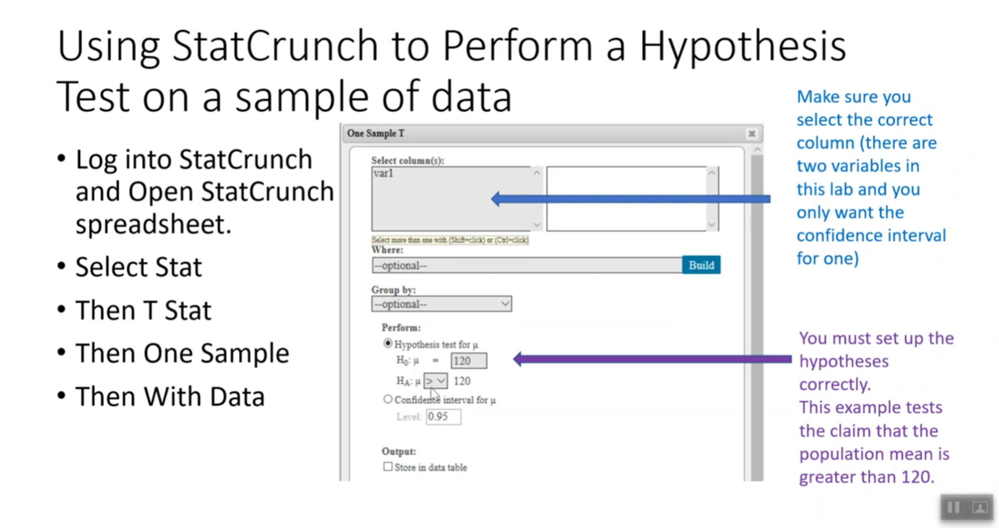 Using StatCrunch to Perform a Hypothesis
Test on a sample of data
• Log into StatCrunch
and Open StatCrunch
spreadsheet.
• Select Stat
• Then T Stat
• Then One Sample
• Then With Data
One Sample T
Select column(s):
var1
Select more than one with (Shift+click) or (Ctrl+click)
Where:
--optional--
Build
Group by:
--optional--
Perform:
Hypothesis test for μ
H₀: μ = 120
H_A: μ > 120
Confidence interval for μ
Level: 0.95
Output:
Store in data table
Make sure you
select the correct
column (there are
two variables in
this lab and you
only want the
confidence interval
for one)
You must set up the
hypotheses
correctly.
This example tests
the claim that the
population mean is
greater than 120.